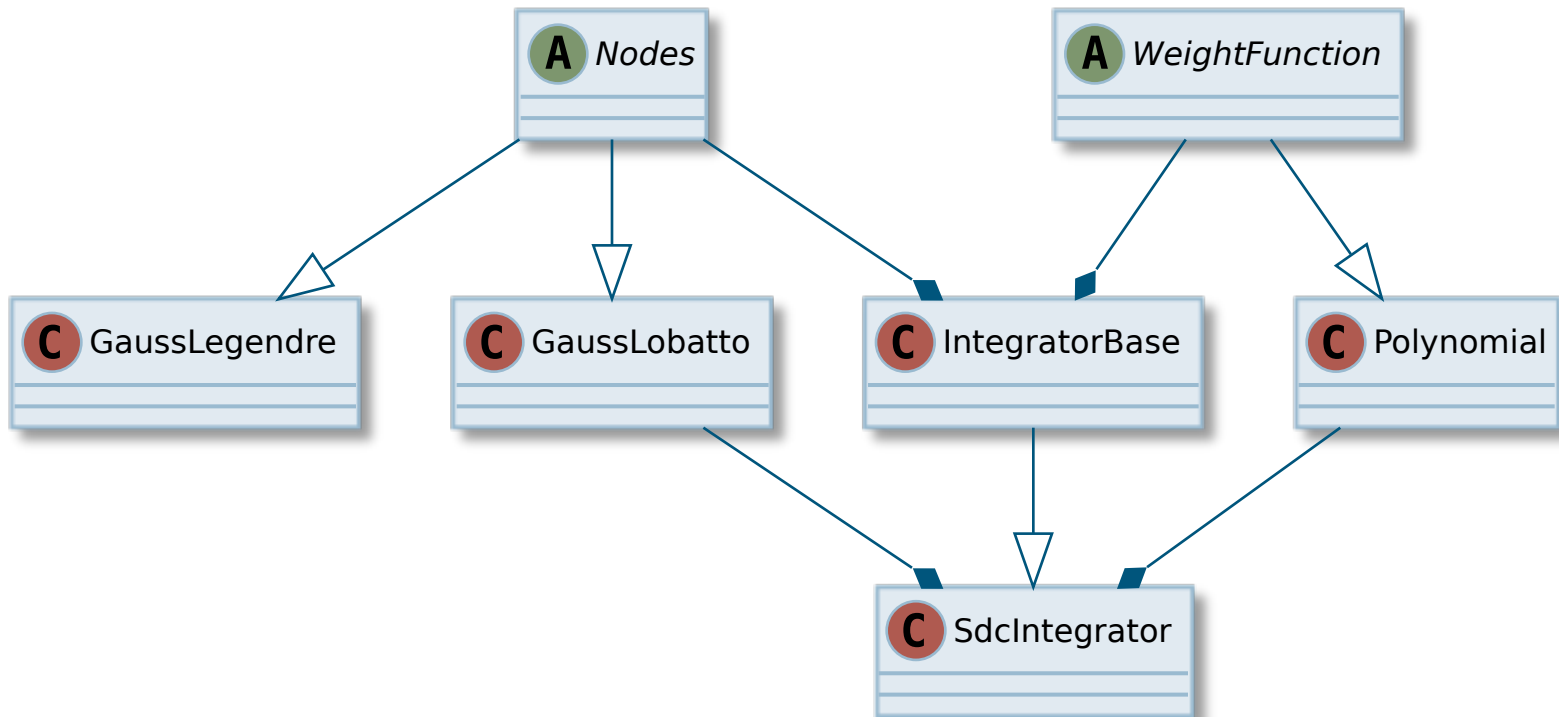 A Nodes
A WeightFunction
C GaussLegendre
C GaussLobatto
C IntegratorBase
C Polynomial
C SdcIntegrator